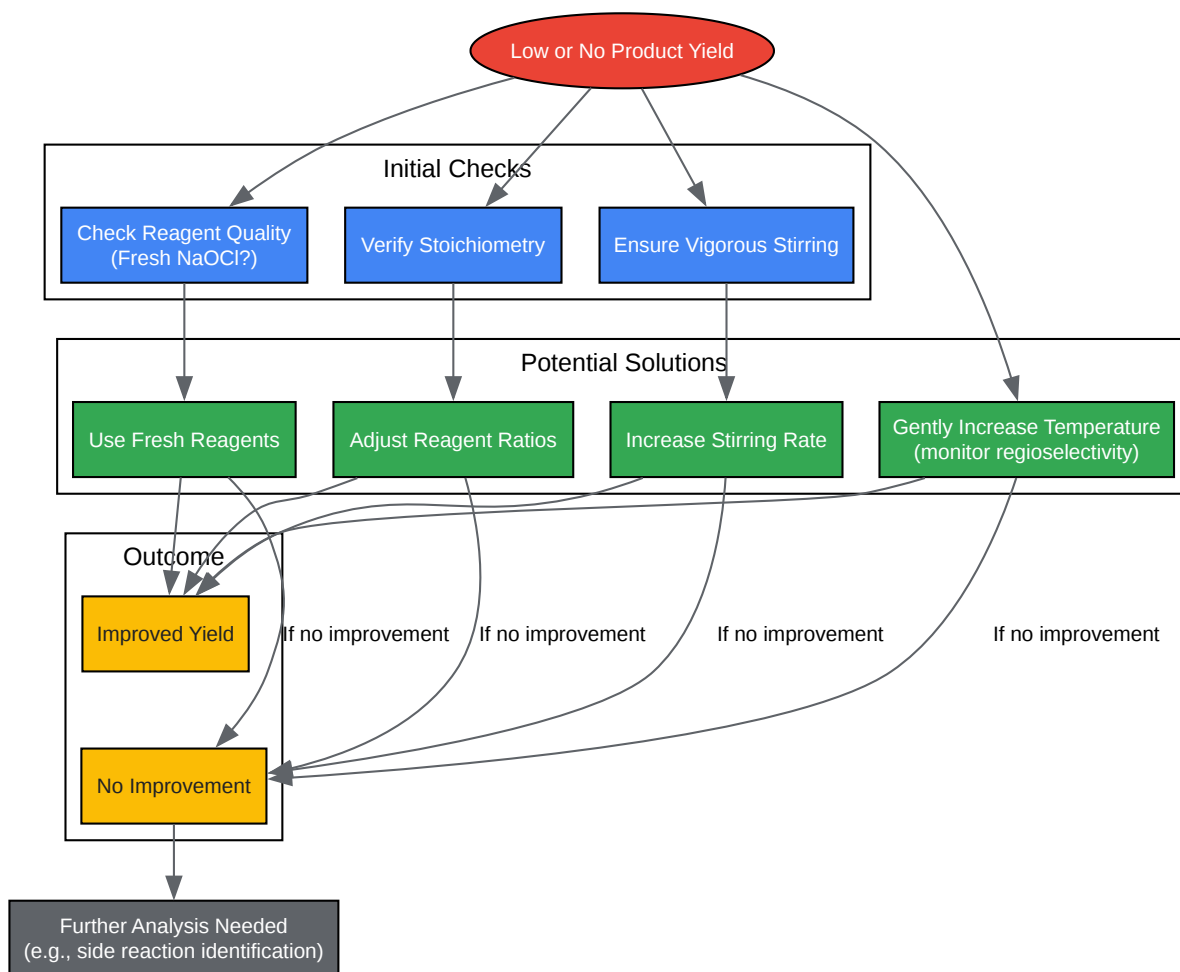 Low or No Product Yield
Initial Checks
Check Reagent Quality
(Fresh NaOCl?)
Verify Stoichiometry
Ensure Vigorous Stirring
Potential Solutions
Use Fresh Reagents
Adjust Reagent Ratios
Increase Stirring Rate
Gently Increase Temperature
(monitor regioselectivity)
Outcome
Improved Yield
If no improvement
If no improvement
If no improvement
If no improvement
No Improvement
Further Analysis Needed
(e.g., side reaction identification)